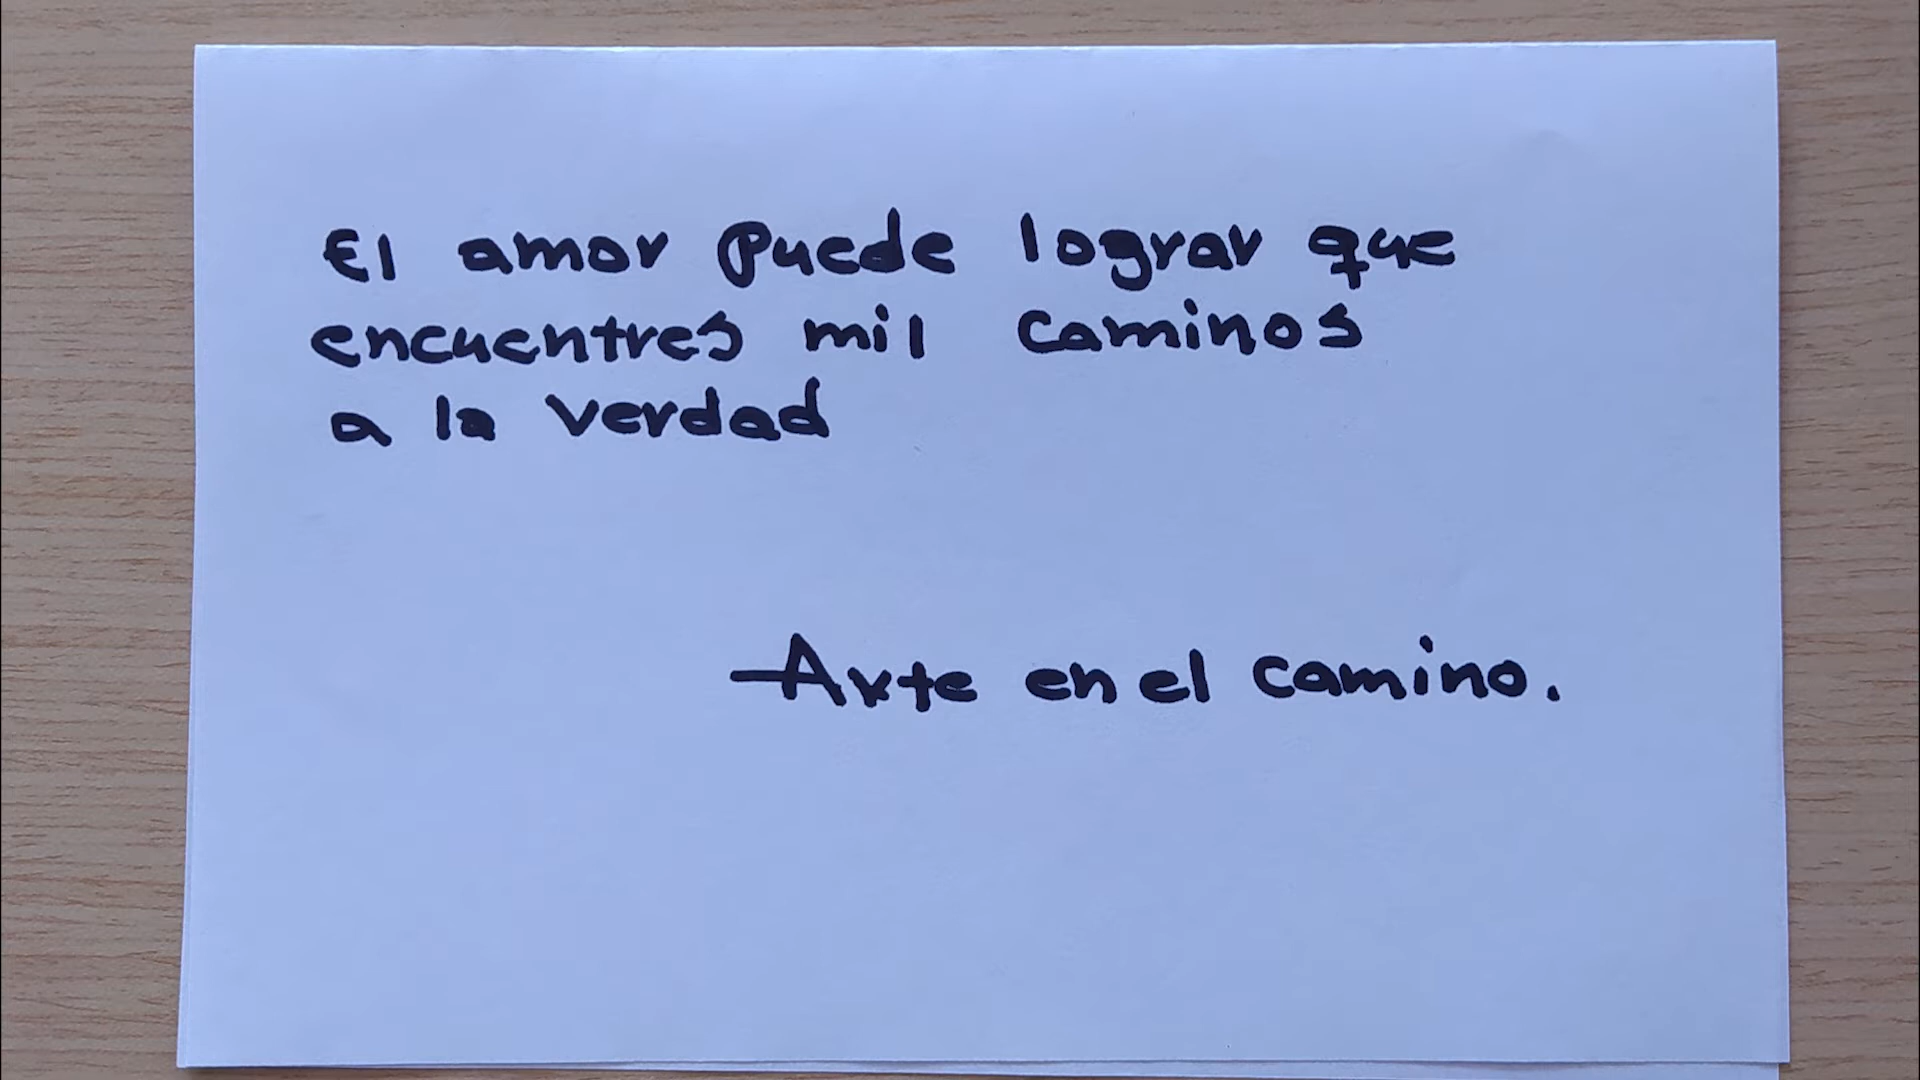 El amor puede lograr que
encuentres mil caminos
a la verdad
—Arte en el camino.